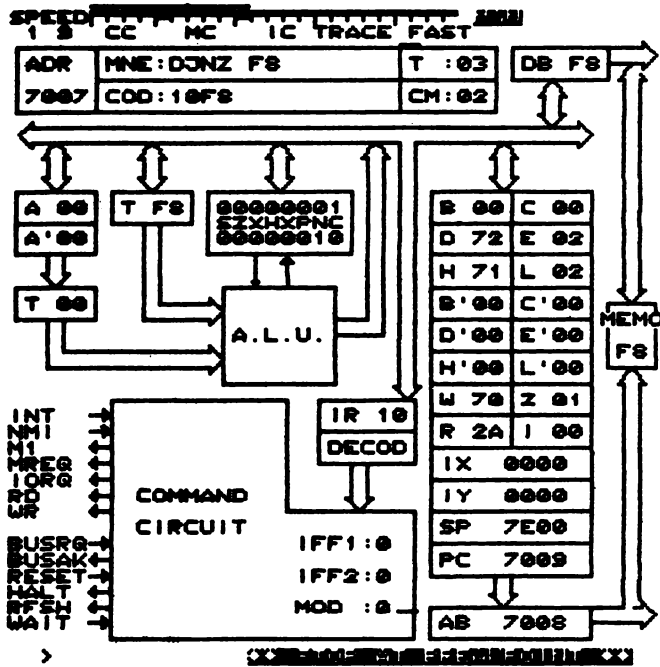 SPEED
1 8 CC MC IC TRACE FAST
ADR MNE:DJNZ F8 T :03 DB F8
7007 COD:10F8 CM:02
A 00 T F8 00000001 B 00 C 00
A'00 SZXHXPNC D 72 E 02
00000010
T 00 H 71 L 02
A.L.U. B'00 C'00
D'00 E'00
MEMO
F8
H'00 L'00
IR 10 W 70 Z 01
DECOD R 2A I 00
INT
NMI
M1
MREQ
IORQ
RD
WR
COMMAND
CIRCUIT
IX 0000
IY 0000
SP 7E00
PC 7009
IFF1:0
IFF2:0
MOD :0
BUSRQ
BUSAK
RESET
HALT
RFSH
WAIT
AB 7008
>